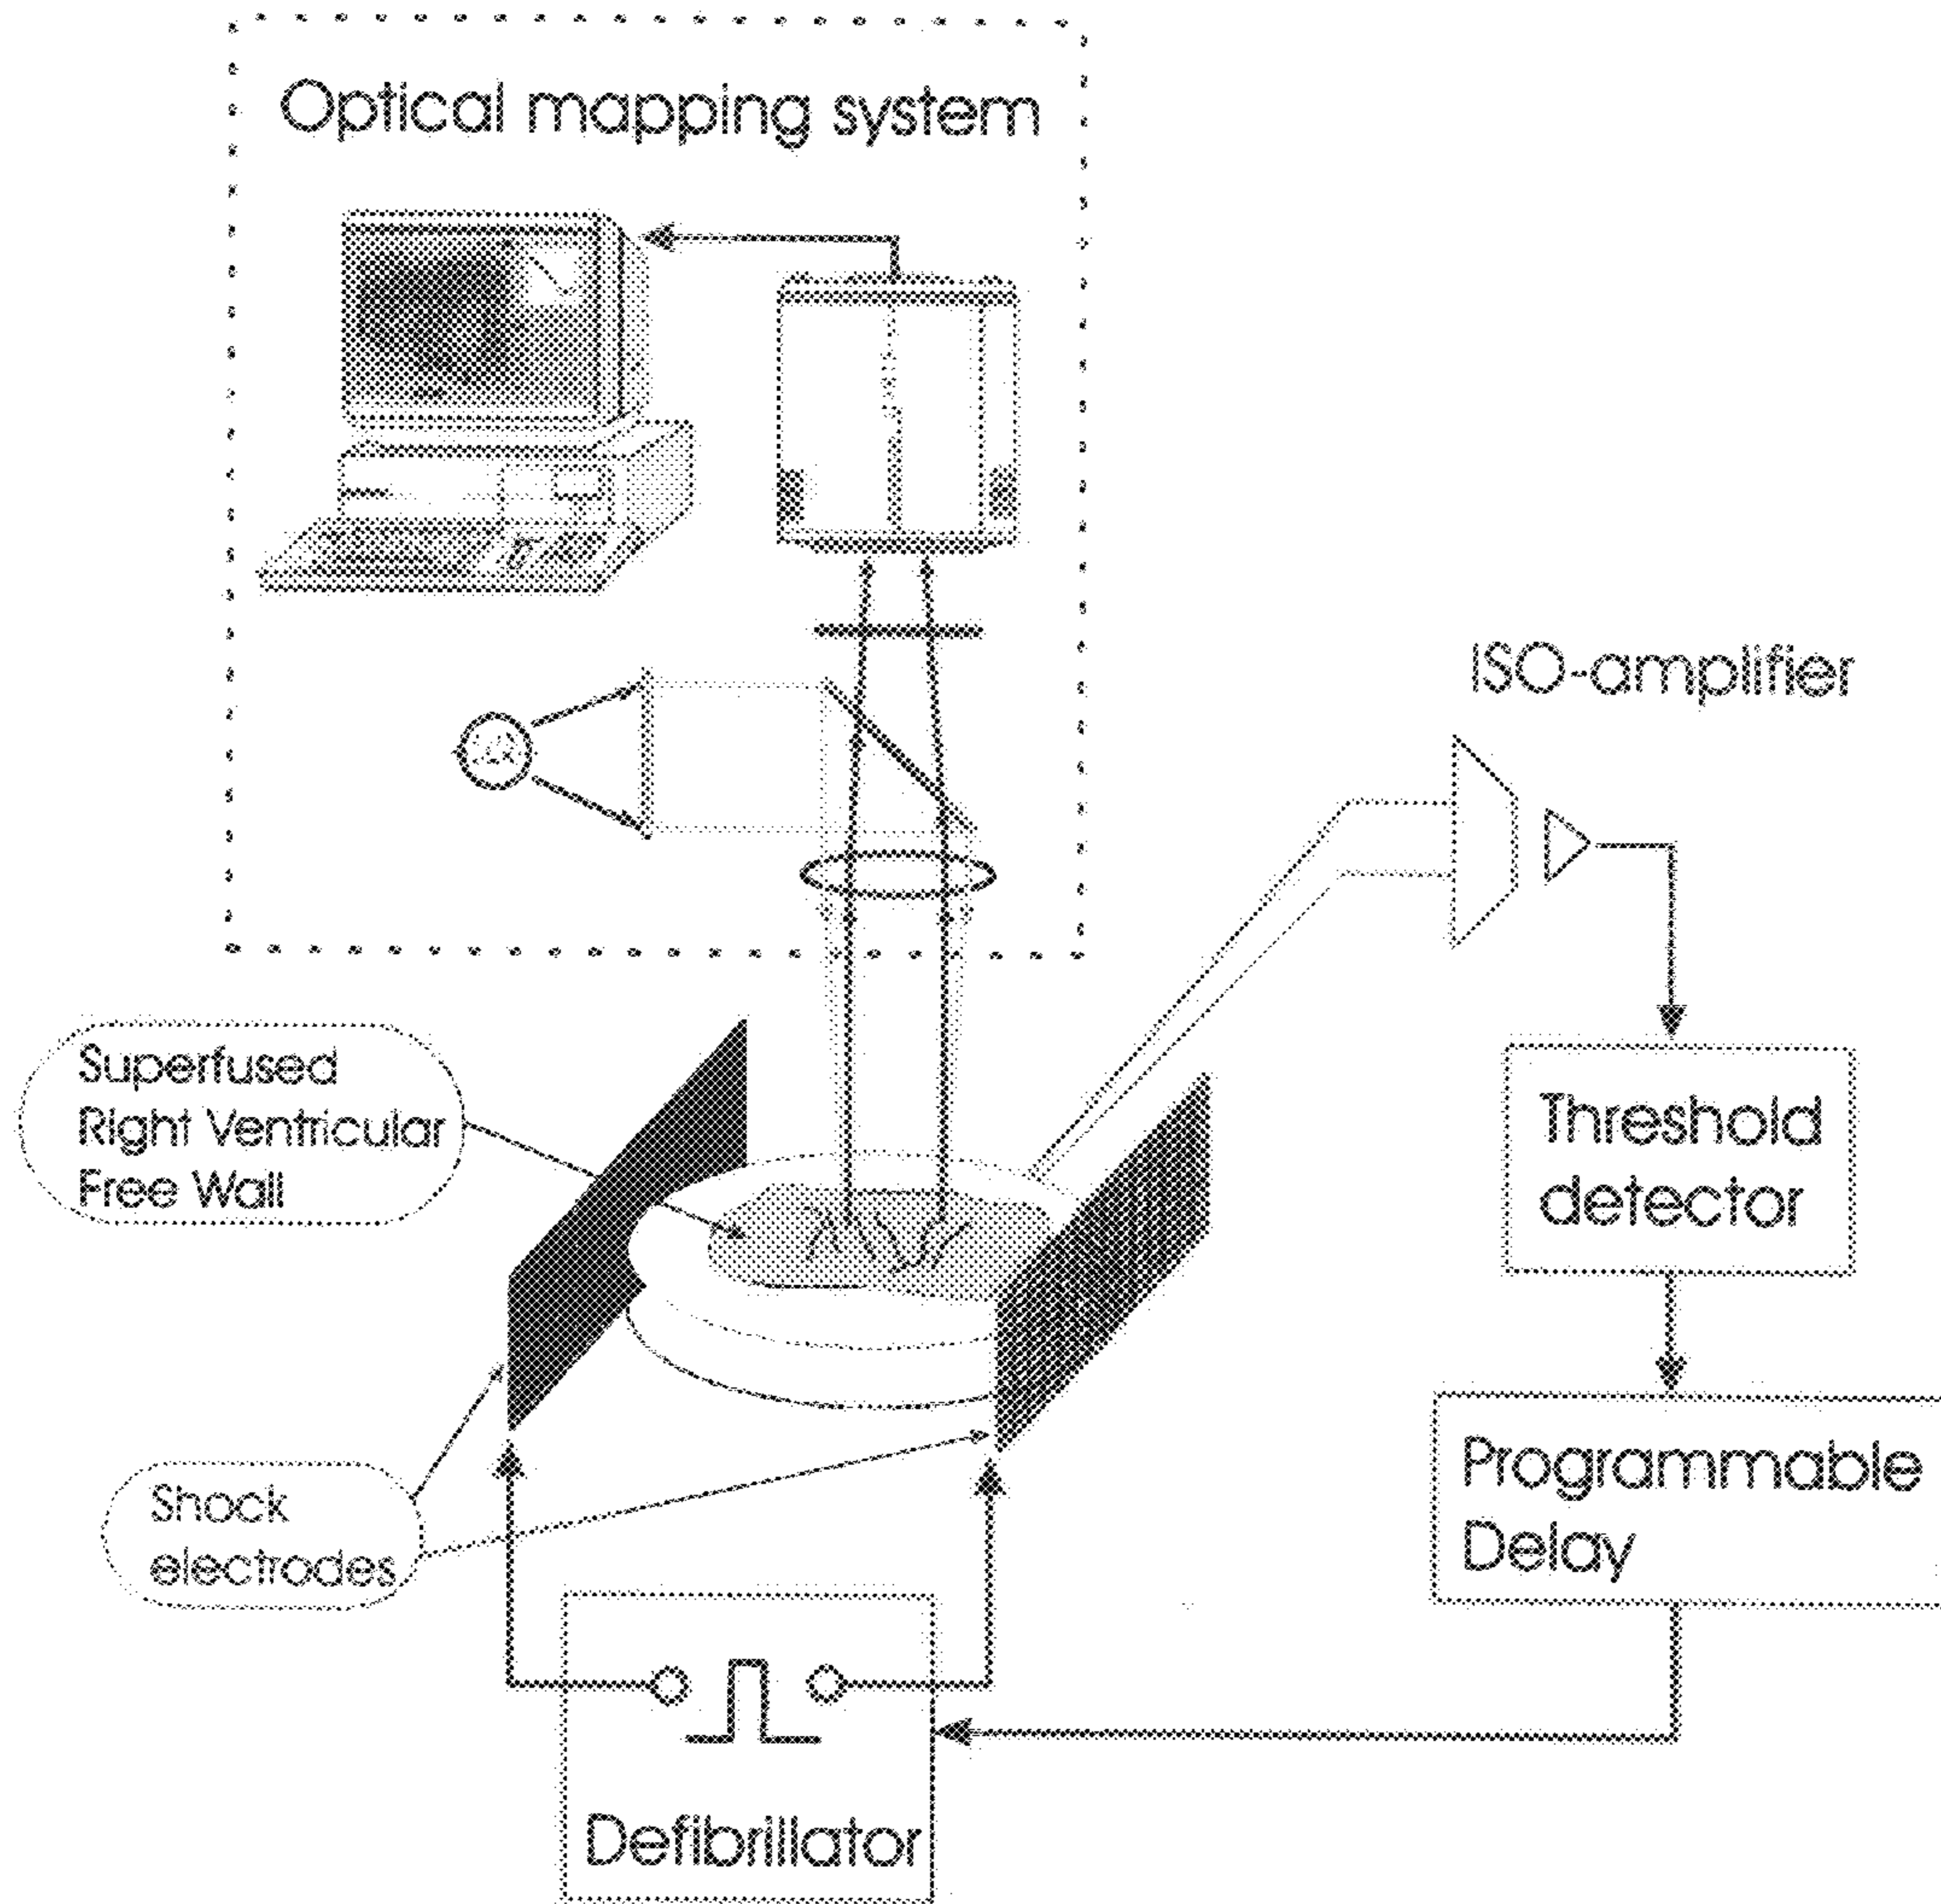 Optical mapping system
ISO-amplifier
Superfused
Right Ventricular
Free Wall
Threshold
detector
Programmable
Delay
Shock
electrodes
Defibrillator